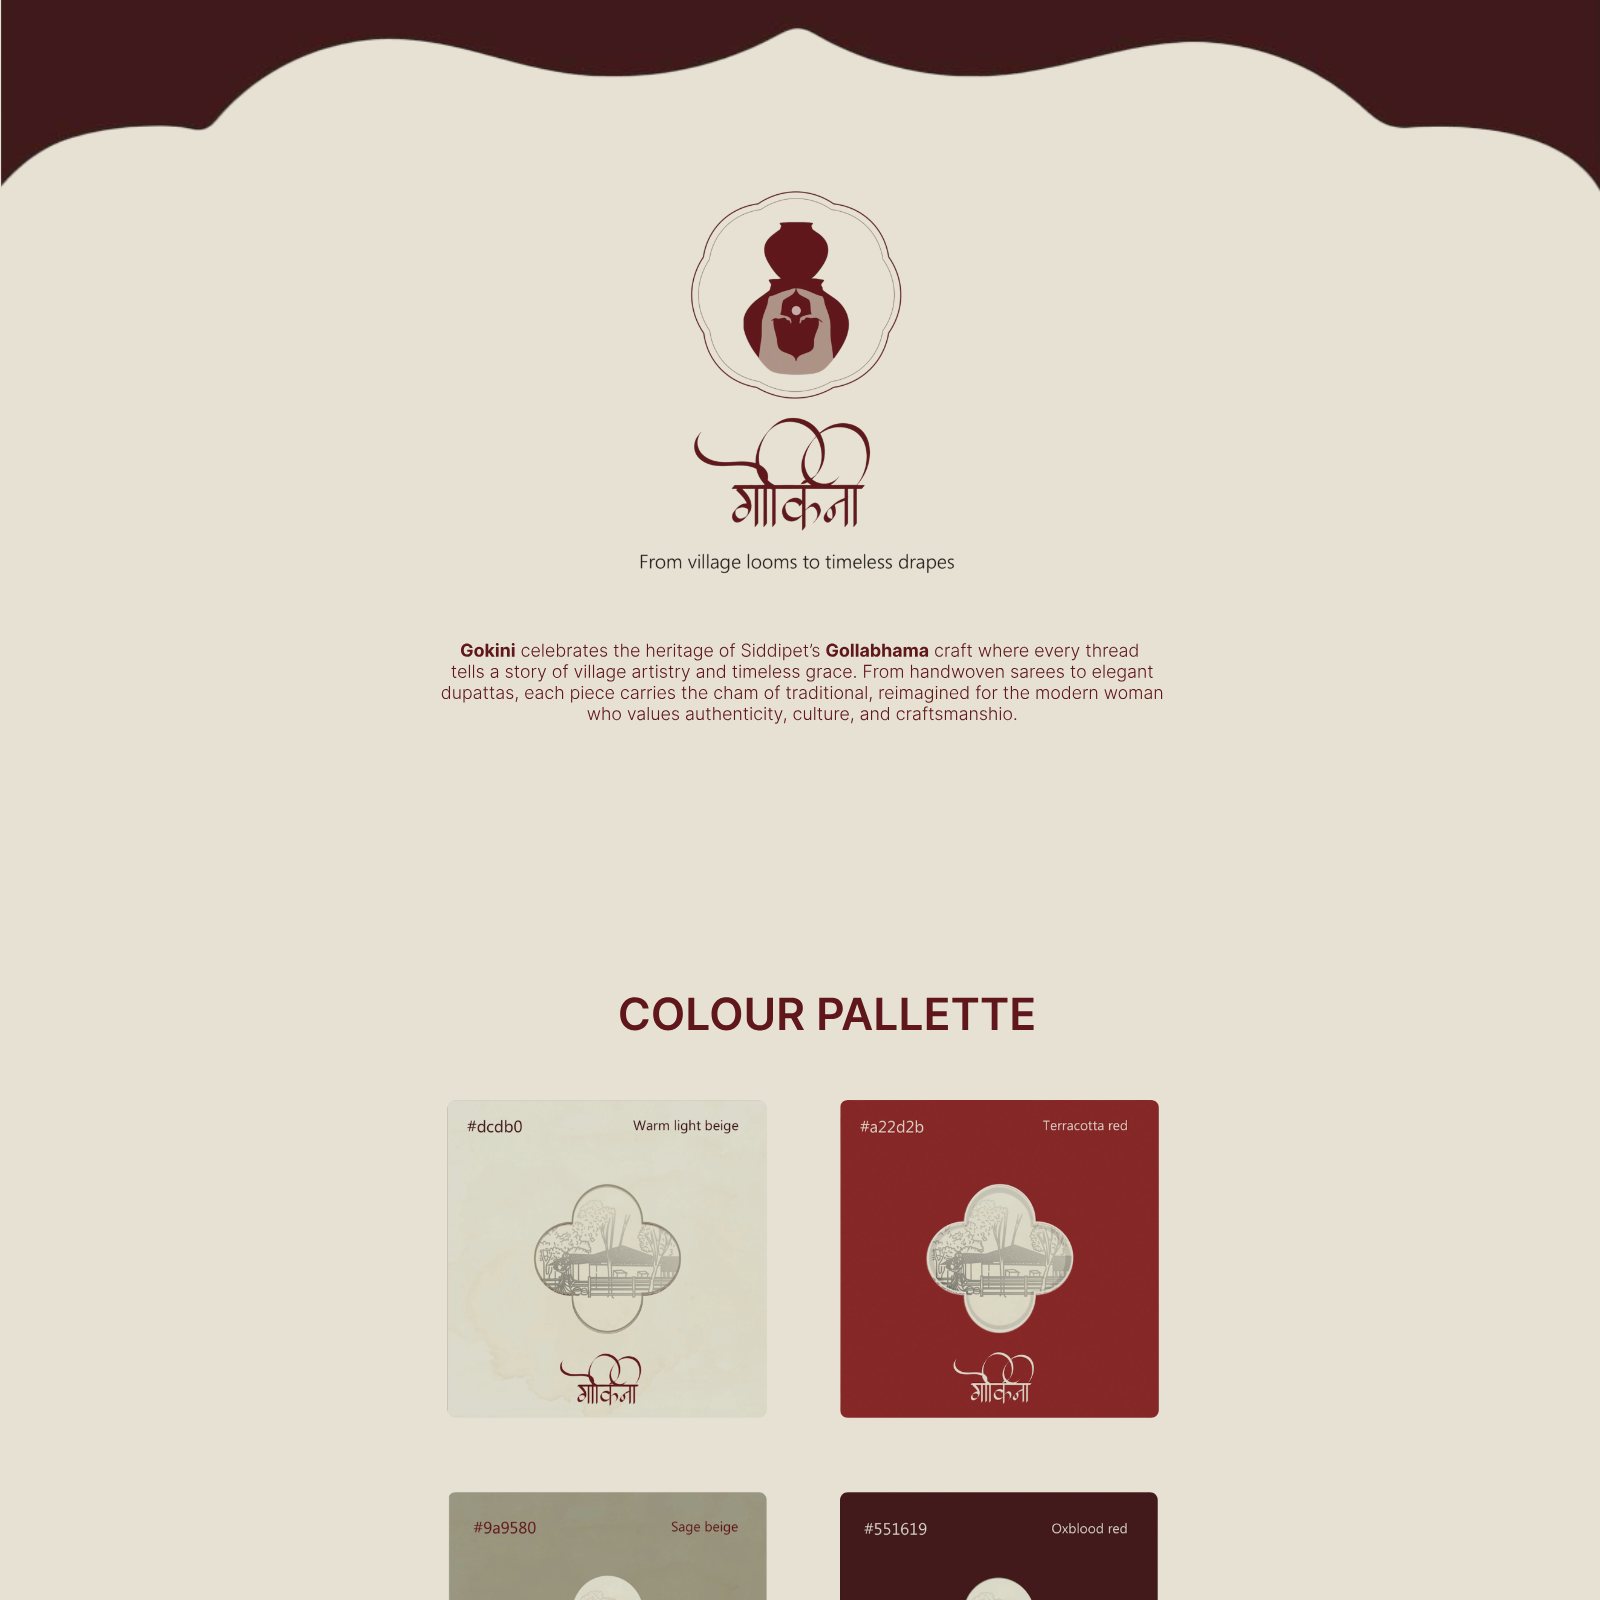 गोकिनी
From village looms to timeless drapes
Gokini celebrates the heritage of Siddipet’s Gollabhama craft where every thread
tells a story of village artistry and timeless grace. From handwoven sarees to elegant
dupattas, each piece carries the cham of traditional, reimagined for the modern woman
who values authenticity, culture, and craftsmanshio.
COLOUR PALLETTE
#dcdb0 Warm light beige
गोकिनी
#a22d2b Terracotta red
गोकिनी
#9a9580 Sage beige
#551619 Oxblood red